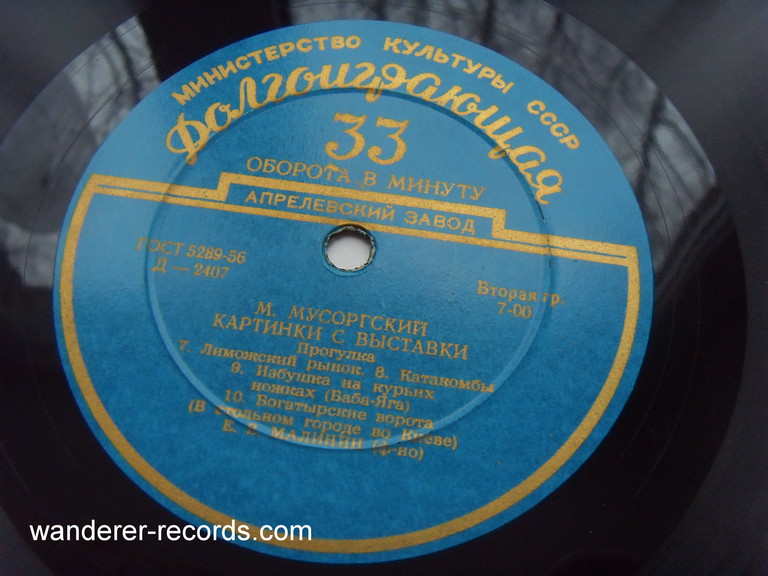 МИНИСТЕРСТВО КУЛЬТУРЫ СССР
Долгоиграющая
33
ОБОРОТА В МИНУТУ
АПРЕЛЕВСКИЙ ЗАВОД
ГОСТ 5289-56
Д — 2407
Вторая гр.
7-00
М. МУСОРГСКИЙ
КАРТИНКИ С ВЫСТАВКИ
Прогулка
7. Лиможский рынок. 8. Катакомбы
9. Избушка на курьих
ножках (Баба-Яга)
10. Богатырские ворота
(В стольном городе во Киеве)
Е. В. МАЛИНИН (ф-но)
wanderer-records.com